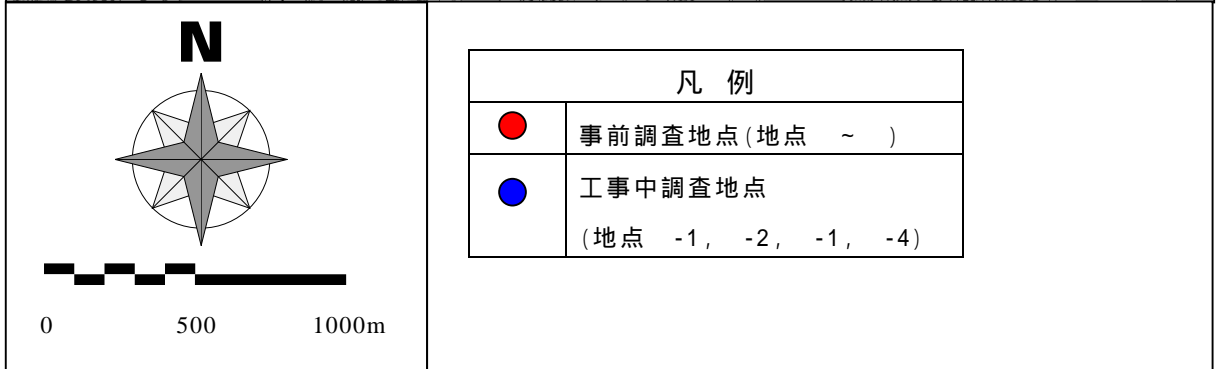 N
0 500 1000m
凡 例
事前調査地点(地点 ~ )
工事中調査地点
(地点 -1, -2, -1, -4)